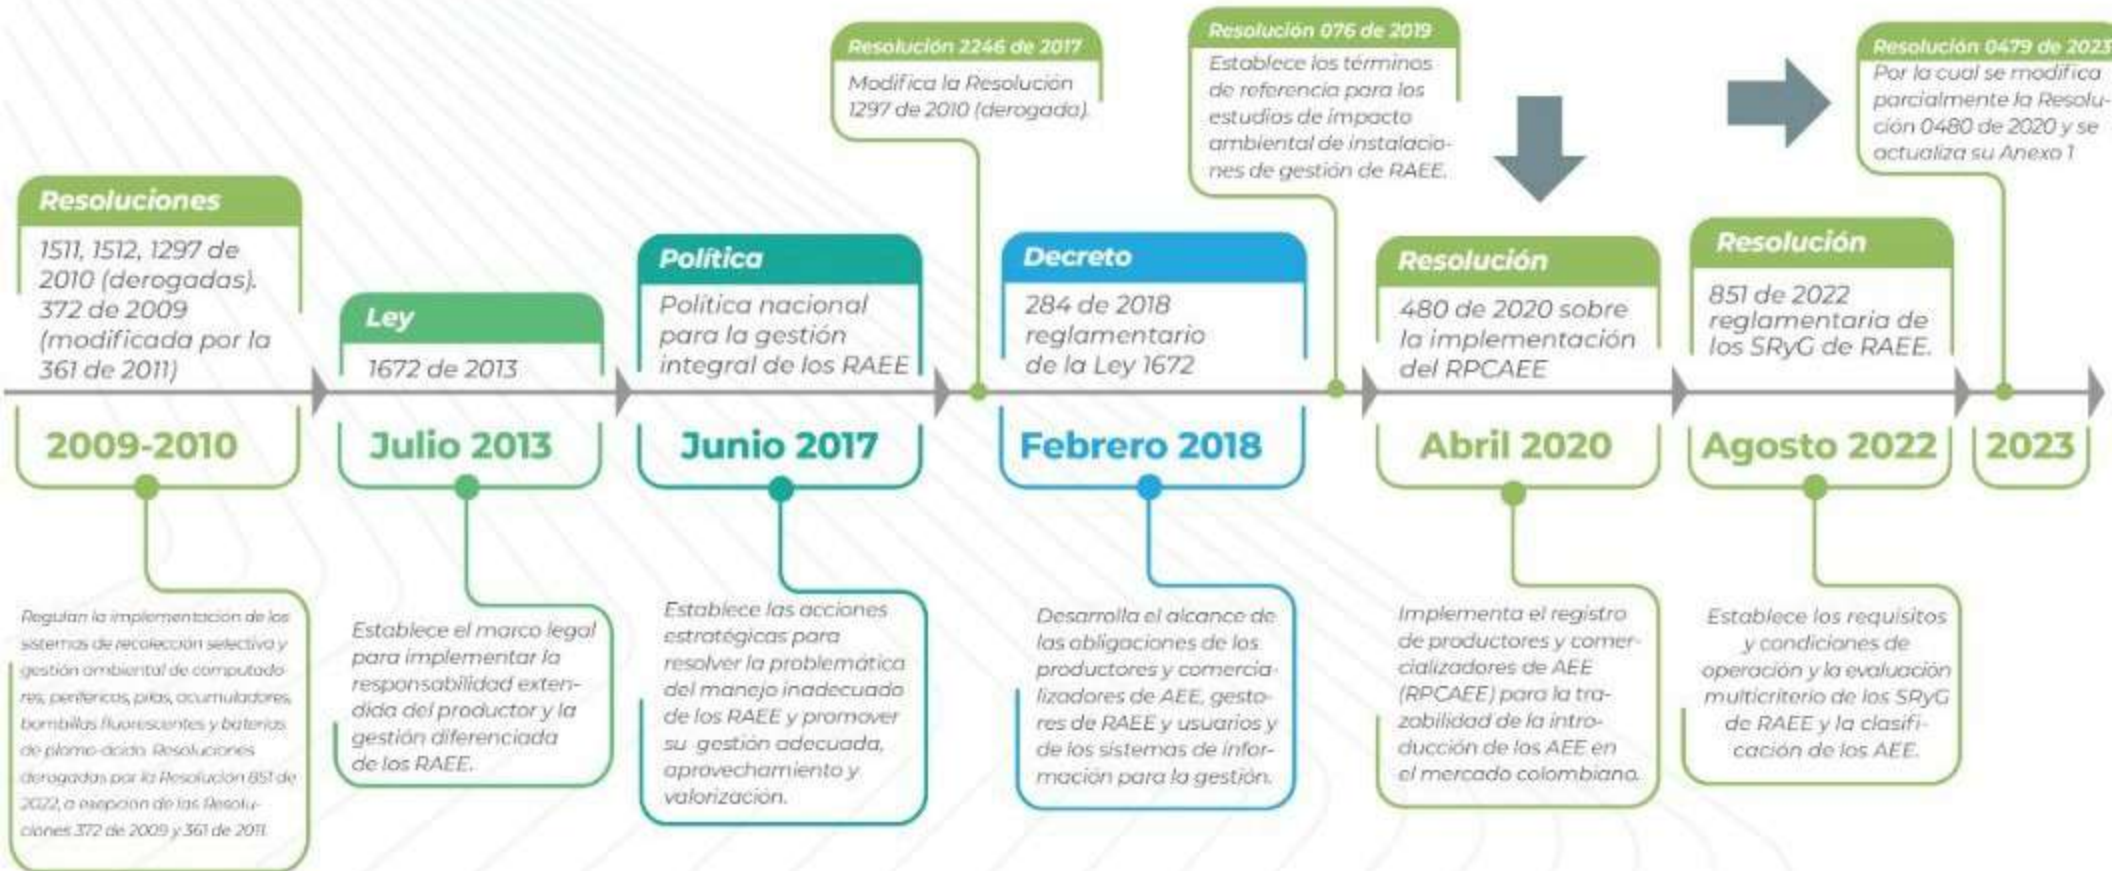 Resolución 2246 de 2017
Modifica la Resolución
1297 de 2010 (derogada).
Resolución 076 de 2019
Establece los términos
de referencia para los
estudios de impacto
ambiental de instalacio-
nes de gestión de RAEE.
Resolución 0479 de 2023
Por la cual se modifica
parcialmente la Resolu-
ción 0480 de 2020 y se
actualiza su Anexo 1
Resoluciones
1511, 1512, 1297 de
2010 (derogadas).
372 de 2009
(modificada por la
361 de 2011)
Ley
1672 de 2013
Política
Política nacional
para la gestión
integral de los RAEE
Decreto
284 de 2018
reglamentario
de la Ley 1672
Resolución
480 de 2020 sobre
la implementación
del RPCAEE
Resolución
851 de 2022
reglamentaria de
los SRyG de RAEE.
2009-2010
Julio 2013
Junio 2017
Febrero 2018
Abril 2020
Agosto 2022
2023
Regulan la implementación de los
sistemas de recolección selectiva y
gestión ambiental de computado-
res, periféricos, pilas, acumuladores,
bombillas fluorescentes y baterías
de plomo-ácido. Resoluciones
derogadas por la Resolución 851 de
2022, a exepción de las Resolu-
ciones 372 de 2009 y 361 de 2011.
Establece el marco legal
para implementar la
responsabilidad exten-
dida del productor y la
gestión diferenciada
de los RAEE.
Establece las acciones
estratégicas para
resolver la problemática
del manejo inadecuado
de los RAEE y promover
su gestión adecuada,
aprovechamiento y
valorización.
Desarrolla el alcance de
las obligaciones de los
productores y comercia-
lizadores de AEE, gesto-
res de RAEE y usuarios y
de los sistemas de infor-
mación para la gestión.
Implementa el registro
de productores y comer-
cializadores de AEE
(RPCAEE) para la tra-
zabilidad de la intro-
ducción de los AEE en
el mercado colombiano.
Establece los requisitos
y condiciones de
operación y la evaluación
multicriterio de los SRyG
de RAEE y la clasifi-
cación de los AEE.